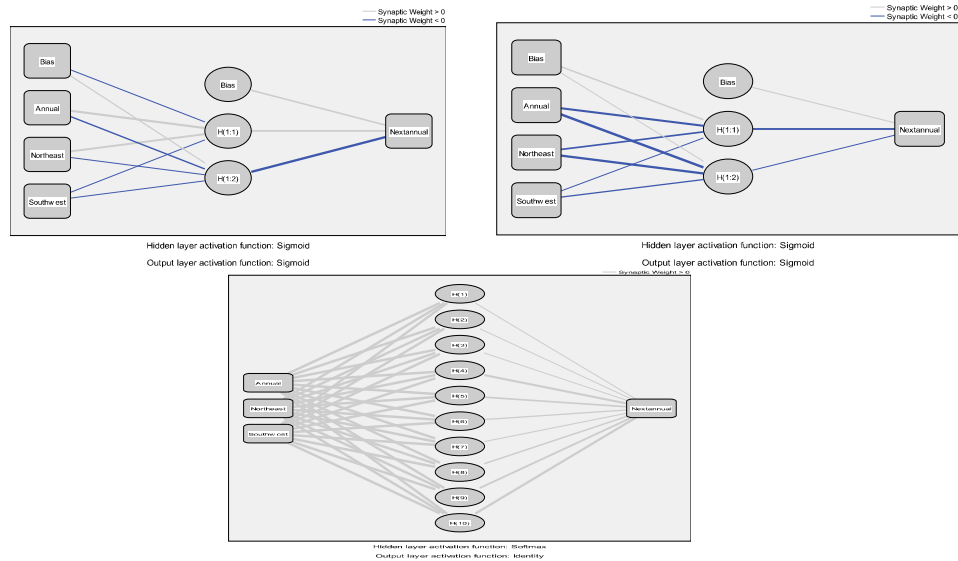 Synaptic Weight > 0
Synaptic Weight < 0
Bias
Annual
Northeast
Southwest
Bias
H(1:1)
H(1:2)
Nextannual
Hidden layer activation function: Sigmoid
Output layer activation function: Sigmoid
Synaptic Weight > 0
Synaptic Weight < 0
Bias
Annual
Northeast
Southwest
Bias
H(1:1)
H(1:2)
Nextannual
Hidden layer activation function: Sigmoid
Output layer activation function: Sigmoid
Synaptic Weight > 0
Annual
Northeast
Southwest
H(1)
H(2)
H(3)
H(4)
H(5)
H(6)
H(7)
H(8)
H(9)
H(10)
Nextannual
Hidden layer activation function: Softmax
Output layer activation function: Identity